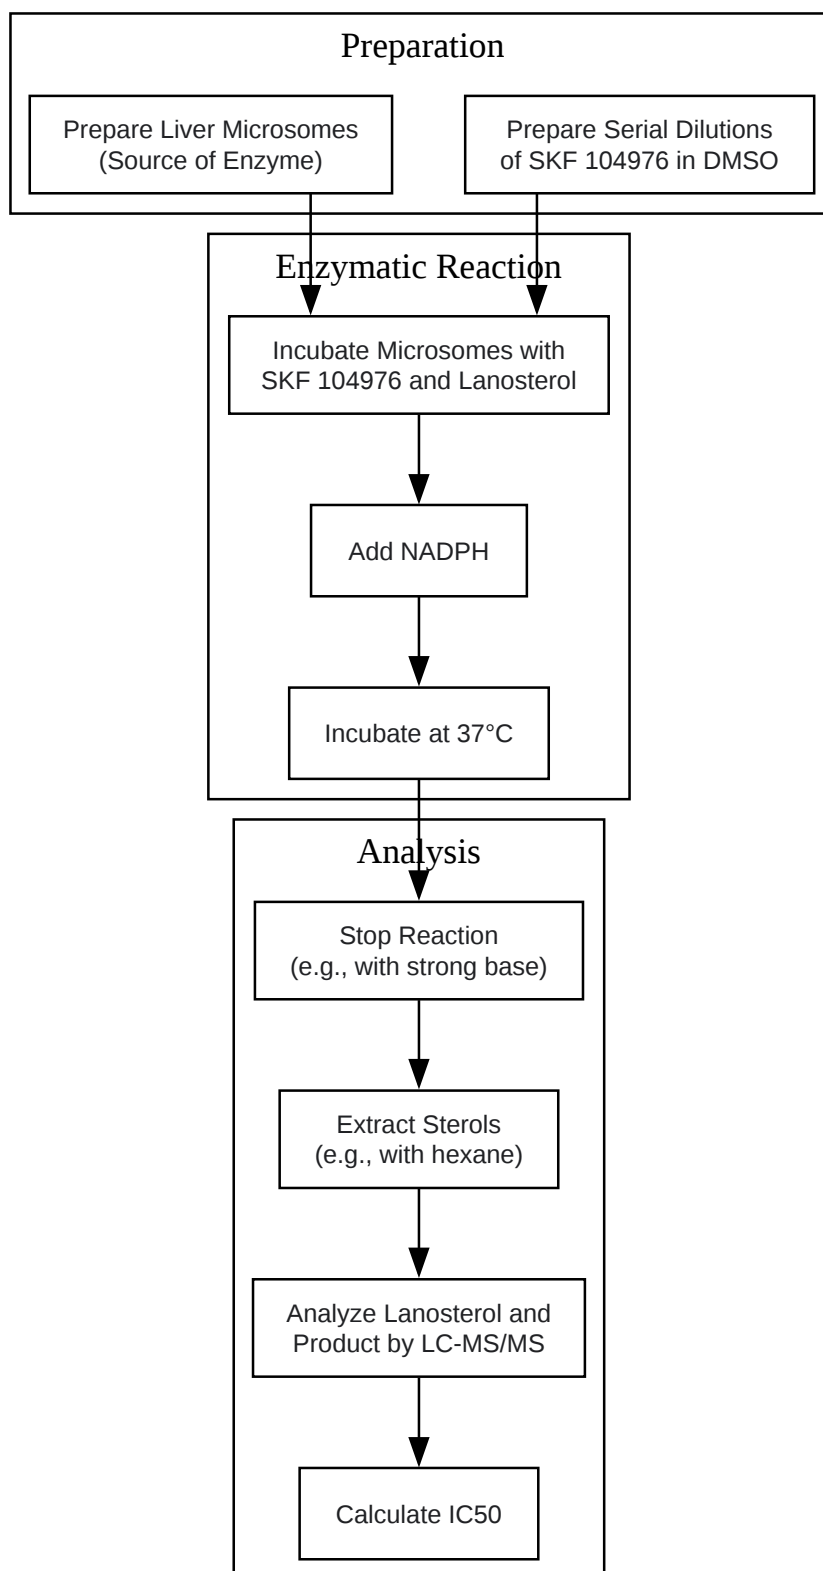 Preparation
Prepare Liver Microsomes
(Source of Enzyme)
Prepare Serial Dilutions
of SKF 104976 in DMSO
Enzymatic Reaction
Incubate Microsomes with
SKF 104976 and Lanosterol
Add NADPH
Incubate at 37°C
Analysis
Stop Reaction
(e.g., with strong base)
Extract Sterols
(e.g., with hexane)
Analyze Lanosterol and
Product by LC-MS/MS
Calculate IC50